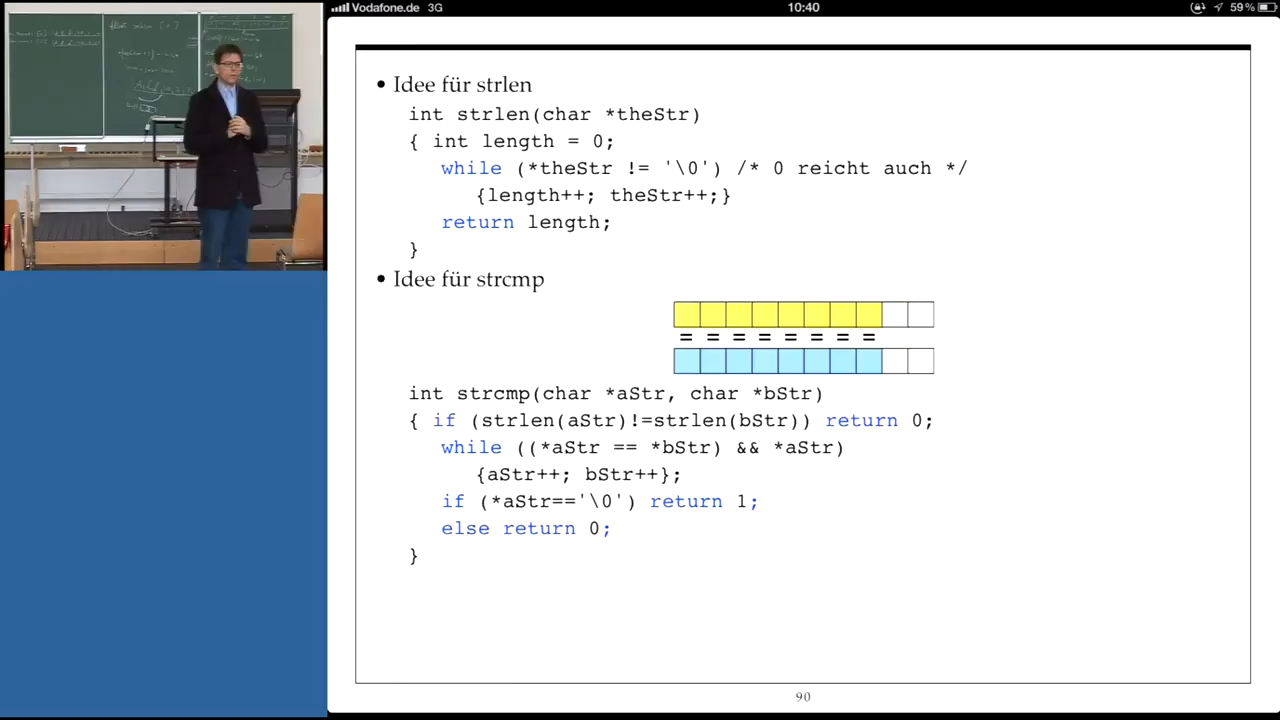 Vodafone.de 3G 10:40 59 %
• Idee für strlen
int strlen(char *theStr)
{ int length = 0;
while (*theStr != '\0') /* 0 reicht auch */
{length++; theStr++;}
return length;
}
• Idee für strcmp
= = = = = = = =
int strcmp(char *aStr, char *bStr)
{ if (strlen(aStr)!=strlen(bStr)) return 0;
while ((*aStr == *bStr) && *aStr)
{aStr++; bStr++};
if (*aStr=='\0') return 1;
else return 0;
}
90